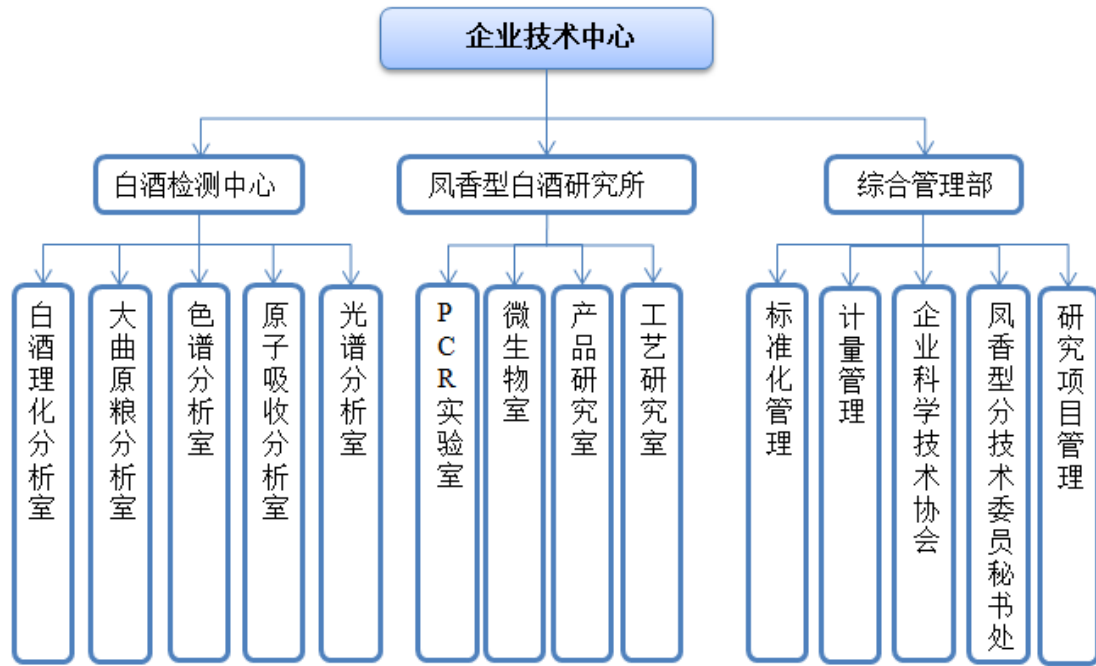 企业技术中心
白酒检测中心
凤香型白酒研究所
综合管理部
白酒理化分析室
大曲原粮分析室
色谱分析室
原子吸收分析室
光谱分析室
PCR实验室
微生物室
产品研究室
工艺研究室
标准化管理
计量管理
企业科学技术协会
凤香型分技术委员秘书处
研究项目管理